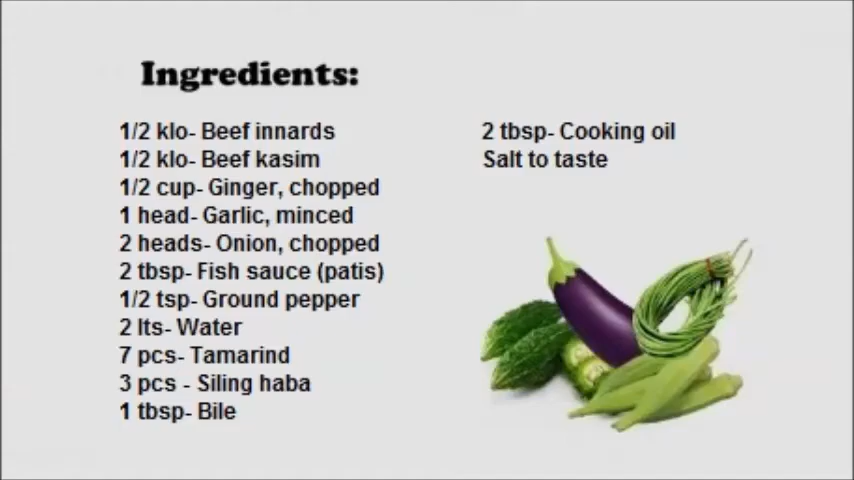 Ingredients:
1/2 klo- Beef innards
1/2 klo- Beef kasim
1/2 cup- Ginger, chopped
1 head- Garlic, minced
2 heads- Onion, chopped
2 tbsp- Fish sauce (patis)
1/2 tsp- Ground pepper
2 lts- Water
7 pcs- Tamarind
3 pcs - Siling haba
1 tbsp- Bile
2 tbsp- Cooking oil
Salt to taste